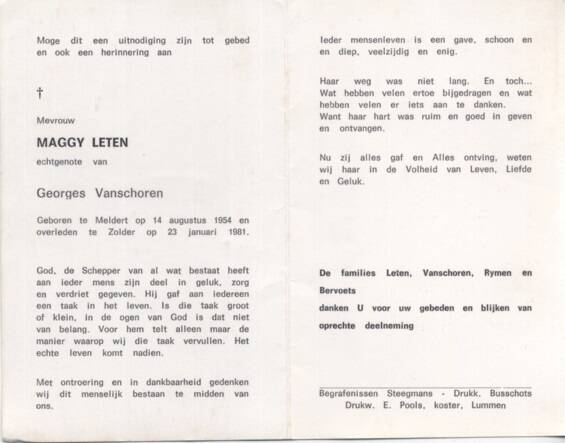 Moge dit een uitnodiging zijn tot gebed
en ook een herinnering aan
†
Mevrouw
MAGGY LETEN
echtgenote van
Georges Vanschoren
Geboren te Meldert op 14 augustus 1954 en
overleden te Zolder op 23 januari 1981.
God, de Schepper van al wat bestaat heeft
aan ieder mens zijn deel in geluk, zorg
en verdriet gegeven. Hij gaf aan iedereen
een taak in het leven. Is die taak groot
of klein, in de ogen van God is dat niet
van belang. Voor hem telt alleen maar de
manier waarop wij die taak vervullen. Het
echte leven komt nadien.
Met ontroering en in dankbaarheid gedenken
wij dit menselijk bestaan te midden van
ons.
Ieder mensenleven is een gave, schoon en
en diep, veelzijdig en enig.
Haar weg was niet lang. En toch...
Wat hebben velen ertoe bijgedragen en wat
hebben velen er iets aan te danken.
Want haar hart was ruim en goed in geven
en ontvangen.
Nu zij alles gaf en Alles ontving, weten
wij haar in de Volheid van Leven, Liefde
en Geluk.
De families Leten, Vanschoren, Rymen en
Bervoets
danken U voor uw gebeden en blijken van
oprechte deelneming
Begrafenissen Steegmans - Drukk. Busschots
Drukw. E. Pools, koster, Lummen